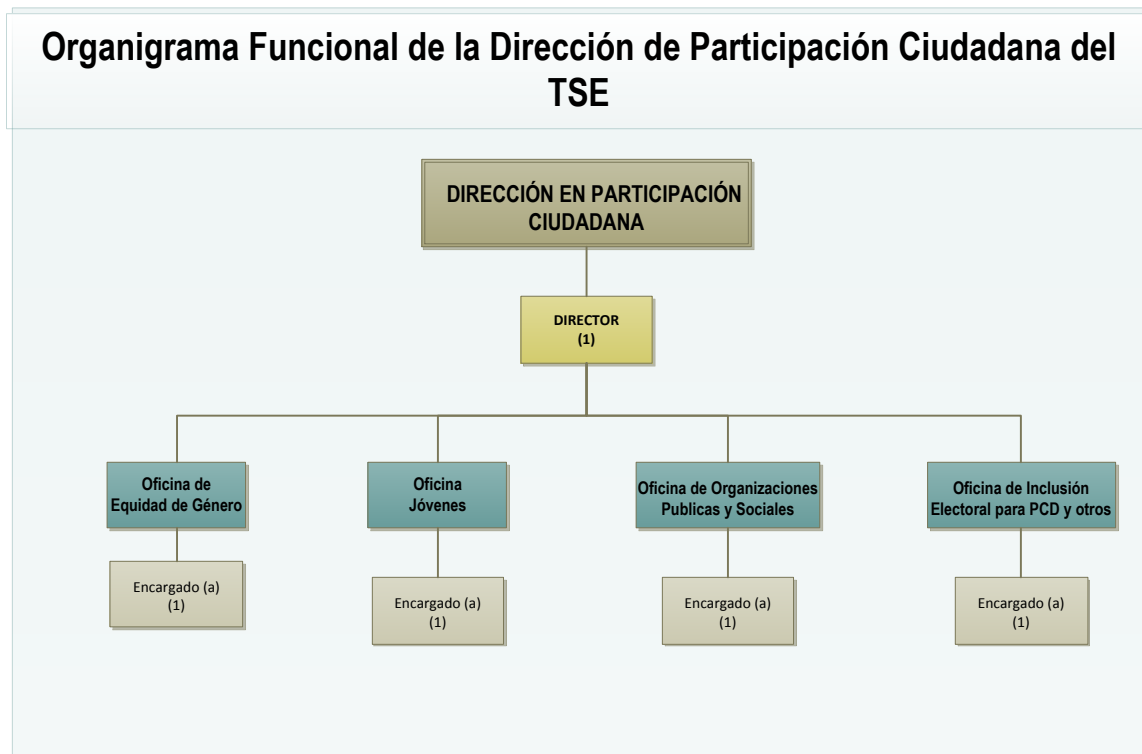 Organigrama Funcional de la Dirección de Participación Ciudadana del
TSE
DIRECCIÓN EN PARTICIPACIÓN
CIUDADANA
DIRECTOR
(1)
Oficina de
Equidad de Género
Oficina
Jóvenes
Oficina de Organizaciones
Publicas y Sociales
Oficina de Inclusión
Electoral para PCD y otros
Encargado (a)
(1)
Encargado (a)
(1)
Encargado (a)
(1)
Encargado (a)
(1)